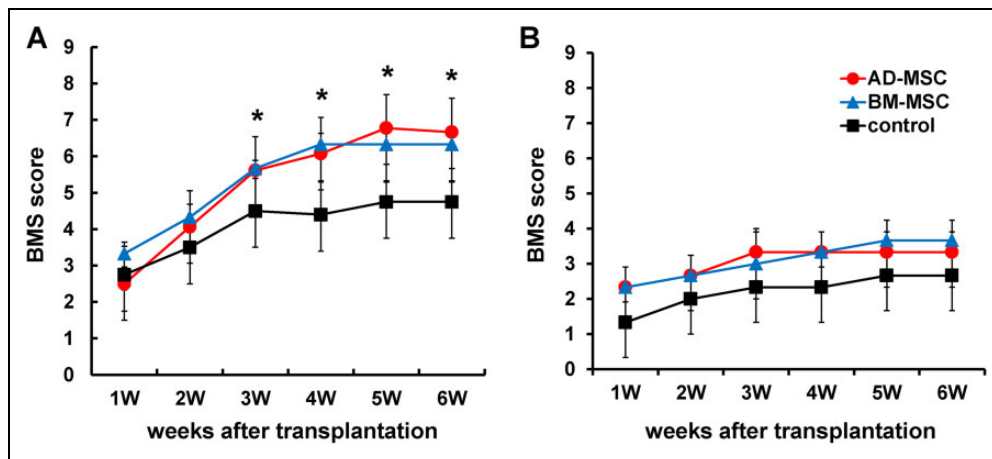 A
BMS score
9
8
7
6
5
4
3
2
1
0
* * * *
1W 2W 3W 4W 5W 6W
weeks after transplantation
B
BMS score
9
8
7
6
5
4
3
2
1
0
AD-MSC
BM-MSC
control
1W 2W 3W 4W 5W 6W
weeks after transplantation